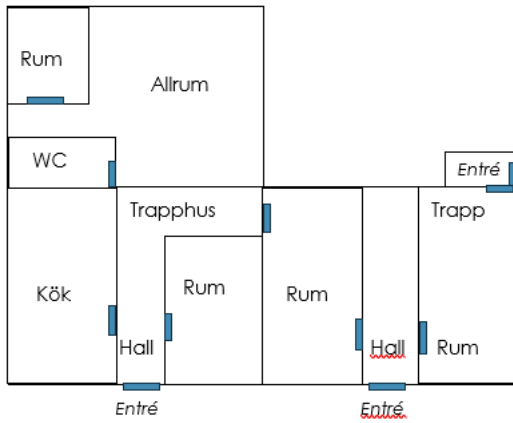 Rum
Allrum
WC
Entré
Trapphus
Trapp
Kök
Rum
Rum
Hall
Hall
Rum
Entré
Entré